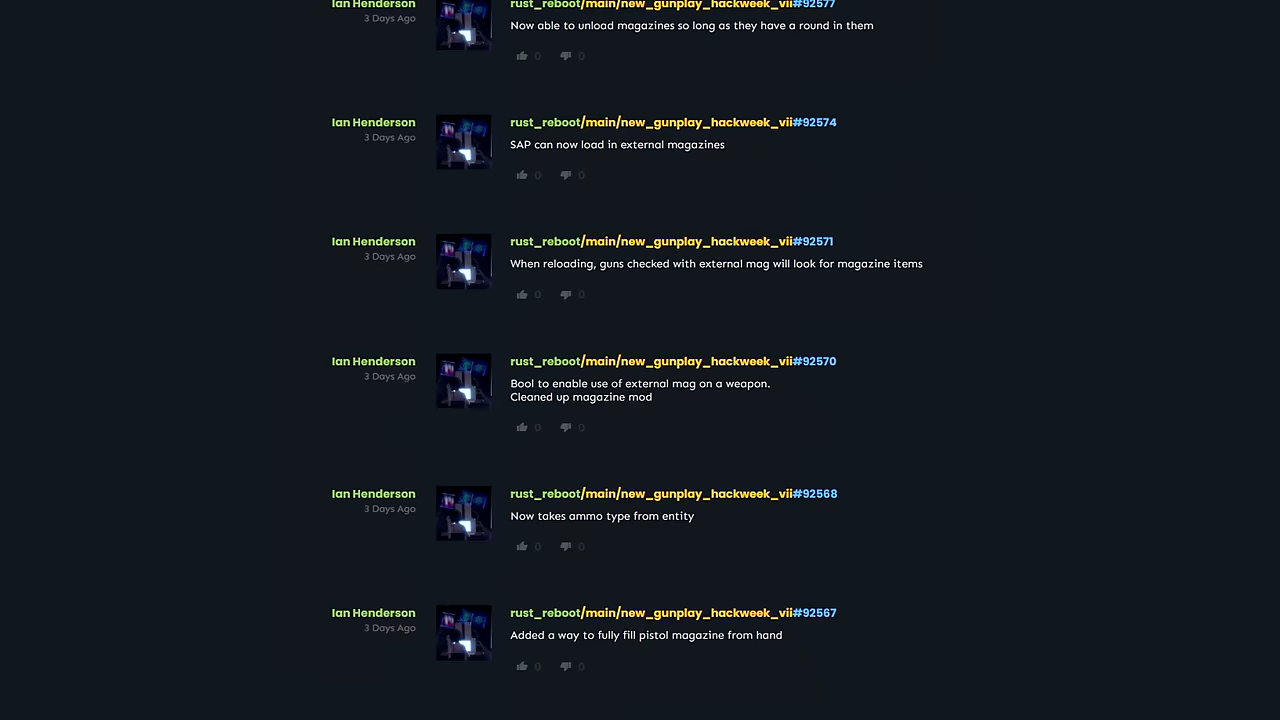 Ian Henderson
3 Days Ago
rust_reboot/main/new_gunplay_hackweek_vii#92577
Now able to unload magazines so long as they have a round in them
0 0
Ian Henderson
3 Days Ago
rust_reboot/main/new_gunplay_hackweek_vii#92574
SAP can now load in external magazines
0 0
Ian Henderson
3 Days Ago
rust_reboot/main/new_gunplay_hackweek_vii#92571
When reloading, guns checked with external mag will look for magazine items
0 0
Ian Henderson
3 Days Ago
rust_reboot/main/new_gunplay_hackweek_vii#92570
Bool to enable use of external mag on a weapon.
Cleaned up magazine mod
0 0
Ian Henderson
3 Days Ago
rust_reboot/main/new_gunplay_hackweek_vii#92568
Now takes ammo type from entity
0 0
Ian Henderson
3 Days Ago
rust_reboot/main/new_gunplay_hackweek_vii#92567
Added a way to fully fill pistol magazine from hand
0 0